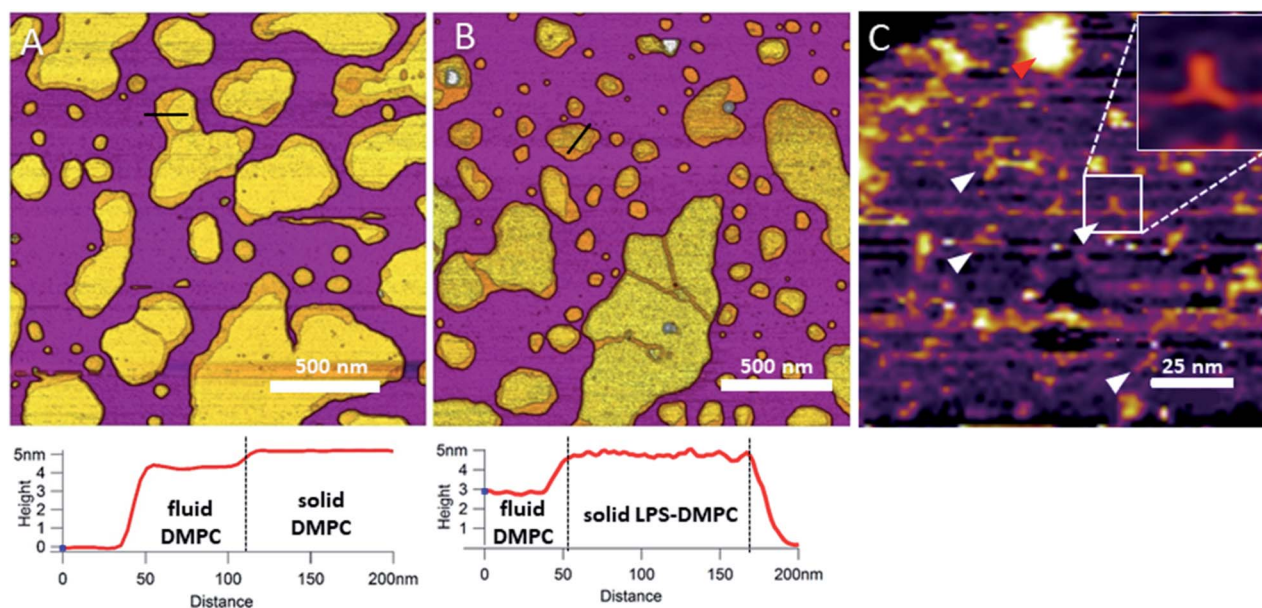 A
B
C
500 nm
500 nm
25 nm
5nm
4
3
2
1
0
Height
fluid
DMPC
solid
DMPC
0
50
100
150
200nm
Distance
5nm
4
3
2
1
Height
fluid
DMPC
solid LPS-DMPC
0
50
100
150
200nm
Distance